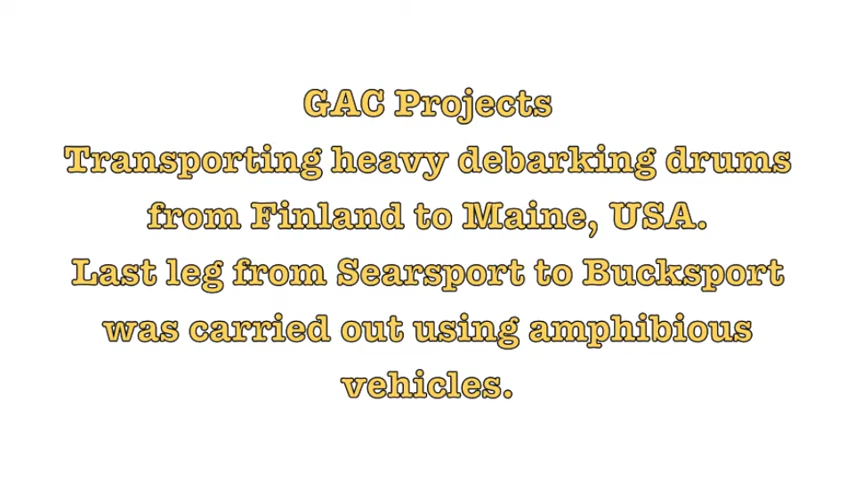 GAC Projects
Transporting heavy debarking drums
from Finland to Maine, USA.
Last leg from Searsport to Bucksport
was carried out using amphibious
vehicles.